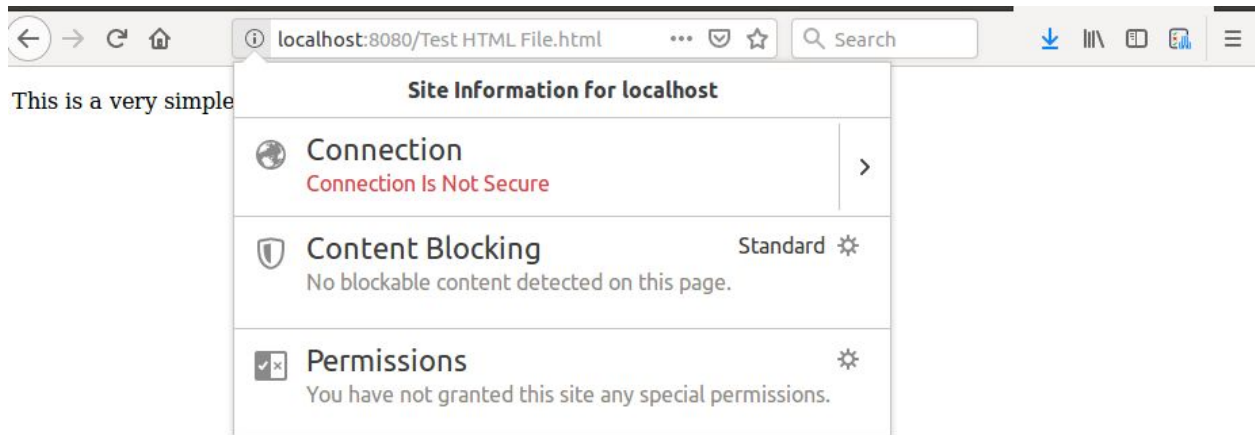 localhost:8080/Test HTML File.html
Search
This is a very simple
Site Information for localhost
Connection
Connection Is Not Secure
Content Blocking
Standard
No blockable content detected on this page.
Permissions
You have not granted this site any special permissions.